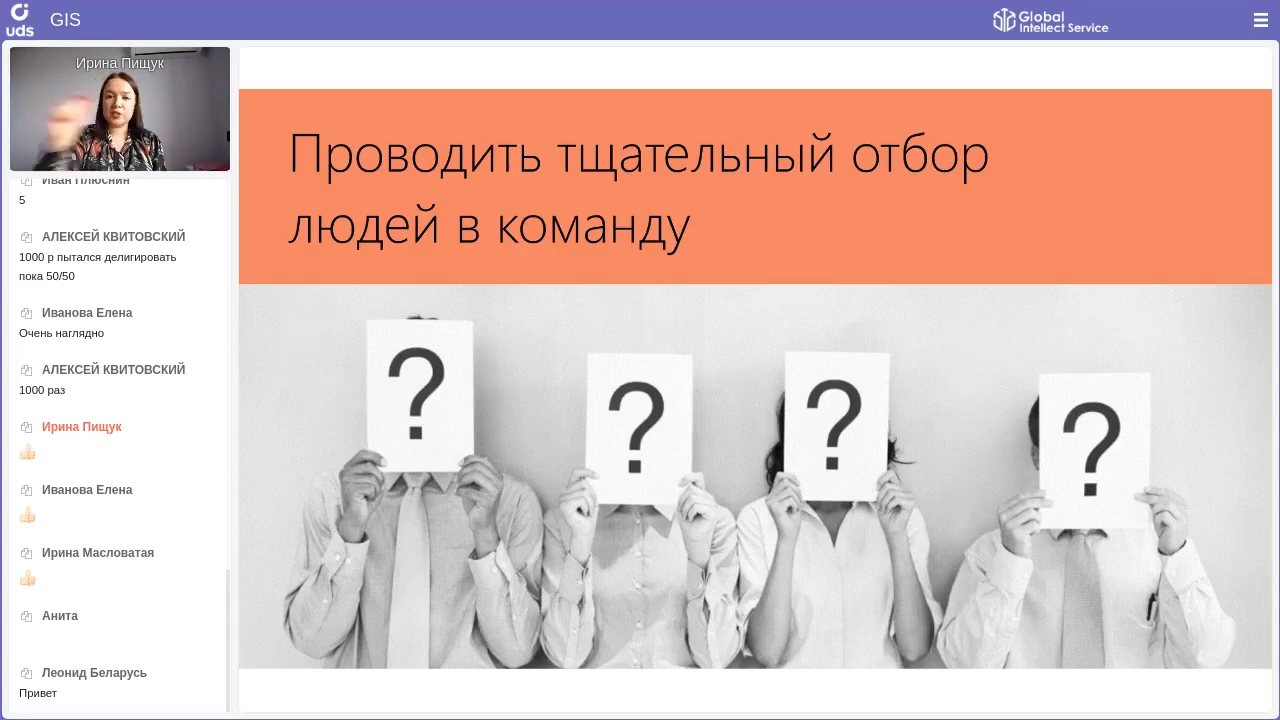 uds
GIS
Global
Intellect Service
Ирина Пищук
Иван Плюснин
5
АЛЕКСЕЙ КВИТОВСКИЙ
1000 р пытался делигировать
пока 50/50
Иванова Елена
Очень наглядно
АЛЕКСЕЙ КВИТОВСКИЙ
1000 раз
Ирина Пищук
Иванова Елена
Ирина Масловатая
Анита
Леонид Беларусь
Привет
Проводить тщательный отбор
людей в команду
?
?
?
?